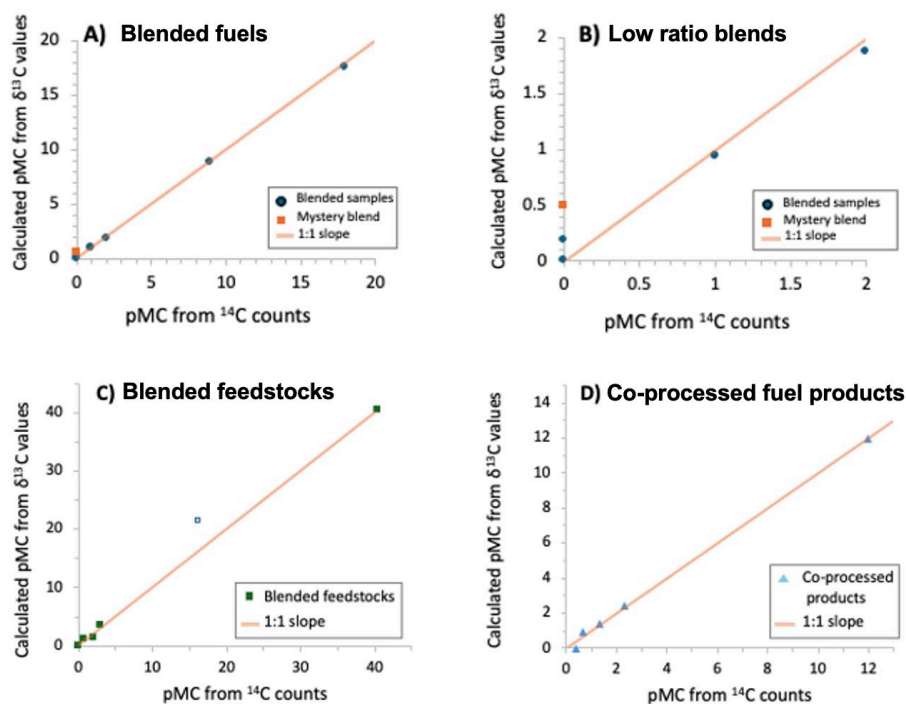 A) Blended fuels
Calculated pMC from δ¹³C values
20
15
10
5
0
Blended samples
Mystery blend
1:1 slope
0 5 10 15 20
pMC from ¹⁴C counts
B) Low ratio blends
Calculated pMC from δ¹³C values
2
1.5
1
0.5
0
Blended samples
Mystery blend
1:1 slope
0 0.5 1 1.5 2
pMC from ¹⁴C counts
C) Blended feedstocks
Calculated pMC from δ¹³C values
40
30
20
10
0
Blended feedstocks
1:1 slope
0 10 20 30 40
pMC from ¹⁴C counts
D) Co-processed fuel products
Calculated pMC from δ¹³C values
14
12
10
8
6
4
2
0
Co-processed
products
1:1 slope
0 2 4 6 8 10 12
pMC from ¹⁴C counts